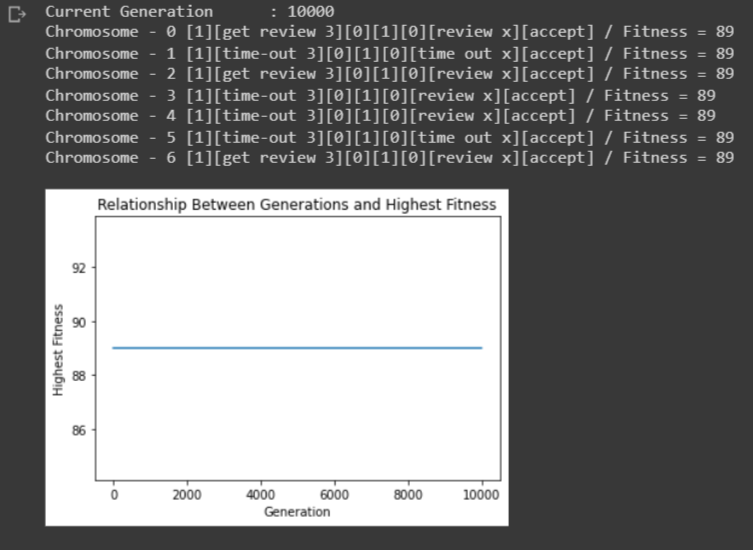 Current Generation : 10000
Chromosome - 0 [1][get review 3][0][1][0][review x][accept] / Fitness = 89
Chromosome - 1 [1][time-out 3][0][1][0][time out x][accept] / Fitness = 89
Chromosome - 2 [1][get review 3][0][1][0][review x][accept] / Fitness = 89
Chromosome - 3 [1][time-out 3][0][1][0][review x][accept] / Fitness = 89
Chromosome - 4 [1][time-out 3][0][1][0][review x][accept] / Fitness = 89
Chromosome - 5 [1][time-out 3][0][1][0][time out x][accept] / Fitness = 89
Chromosome - 6 [1][get review 3][0][1][0][review x][accept] / Fitness = 89
Relationship Between Generations and Highest Fitness
Highest Fitness
92
90
88
86
0 2000 4000 6000 8000 10000
Generation